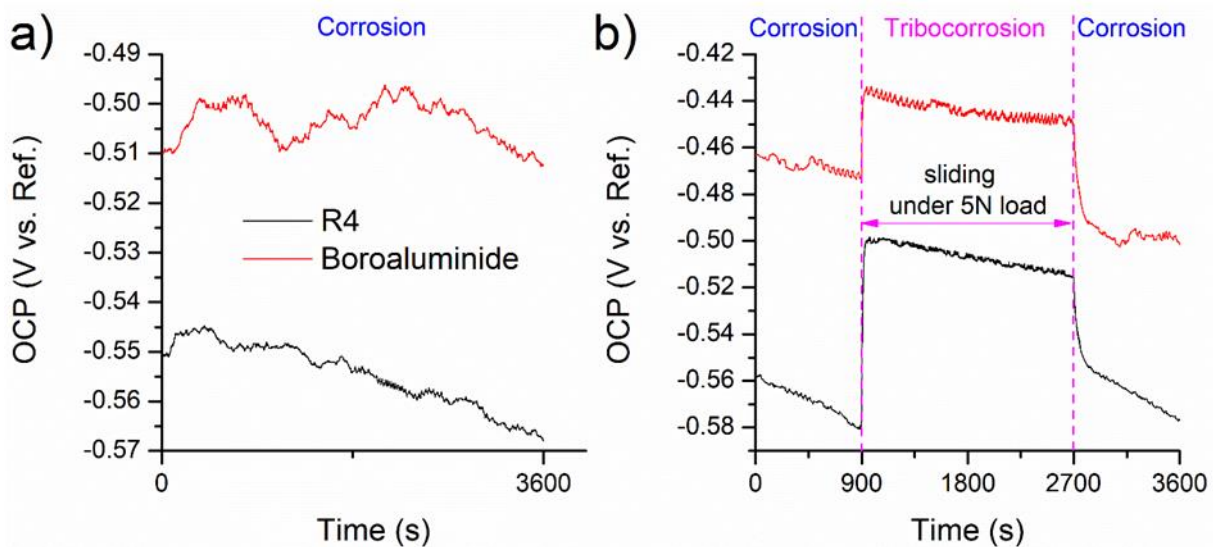 a)
Corrosion
-0.49
-0.50
-0.51
-0.52
-0.53
-0.54
-0.55
-0.56
-0.57
OCP (V vs. Ref.)
R4
Boroaluminide
0
3600
Time (s)
b)
Corrosion
Tribocorrosion
Corrosion
-0.42
-0.44
-0.46
-0.48
-0.50
-0.52
-0.54
-0.56
-0.58
OCP (V vs. Ref.)
sliding
under 5N load
0
900
1800
2700
3600
Time (s)